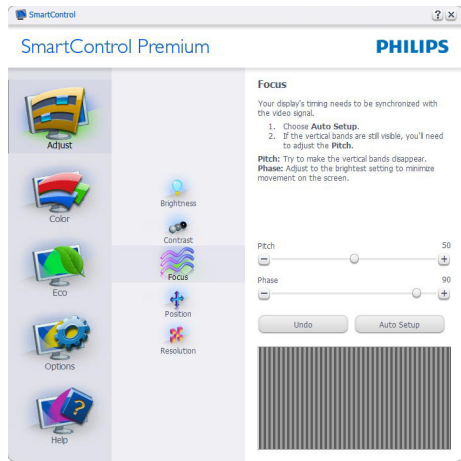 SmartControl
SmartControl Premium
PHILIPS
Adjust
Color
Eco
Options
Help
Brightness
Contrast
Focus
Position
Resolution
Focus
Your display's timing needs to be synchronized with
the video signal.
1. Choose Auto Setup.
2. If the vertical bands are still visible, you'll need
to adjust the Pitch.
Pitch: Try to make the vertical bands disappear.
Phase: Adjust to the brightest setting to minimize
movement on the screen.
Pitch 50
Phase 90
Undo Auto Setup